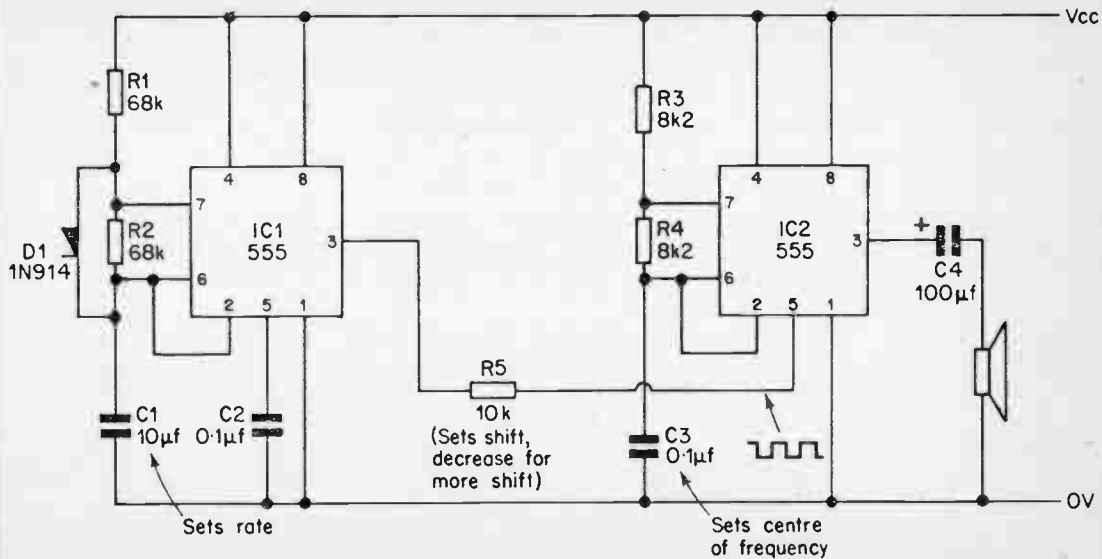 Vcc
R1
68k
R3
8k2
4
8
4
8
7
7
R2
68k
IC1
555
3
R4
8k2
IC2
555
3
+
D1
1N914
6
6
C4
100µf
2
5
1
2
5
1
R5
10k
(Sets shift,
decrease for
more shift)
C1
10µf
C2
0·1µf
C3
0·1µf
0V
Sets rate
Sets centre
of frequency